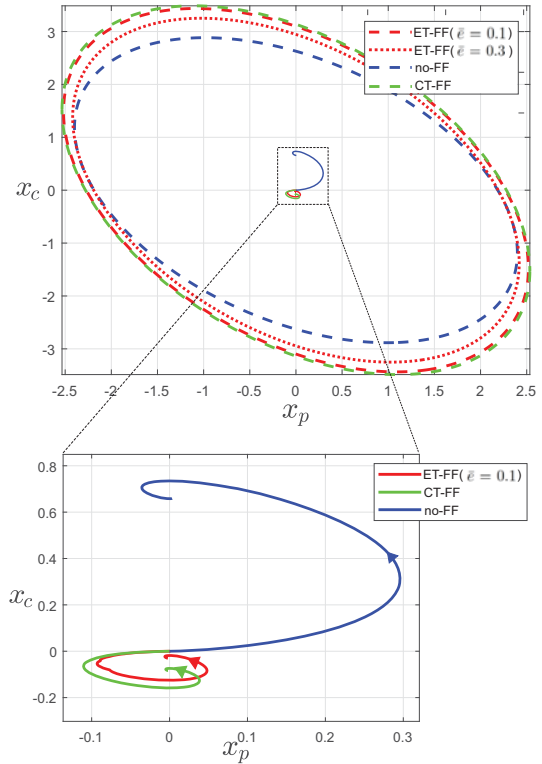 ET-FF( ē = 0.1)
ET-FF( ē = 0.3 )
no-FF
CT-FF
3
2
1
0
-1
-2
-3
x_c
-2.5 -2 -1.5 -1 -0.5 0 0.5 1 1.5 2 2.5
x_p
ET-FF( ē = 0.1)
CT-FF
no-FF
0.8
0.6
0.4
0.2
0
-0.2
x_c
-0.1 0 0.1 0.2 0.3
x_p